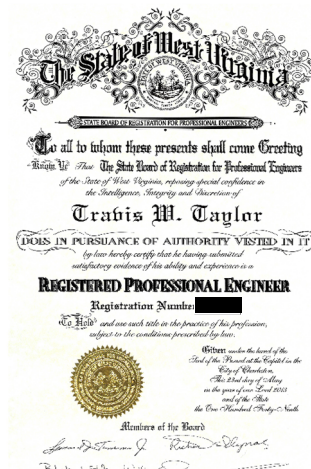 The State of West Virginia
STATE BOARD OF REGISTRATION FOR PROFESSIONAL ENGINEERS
To all to whom these presents shall come Greeting
Know Ye That The State Board of Registration for Professional Engineers
of the State of West Virginia, reposing special confidence in
the Intelligence, Integrity and Discretion of
Travis W. Taylor
DOES IN PURSUANCE OF AUTHORITY VESTED IN IT
by law hereby certify that he having submitted
satisfactory evidence of his ability and experience is a
REGISTERED PROFESSIONAL ENGINEER
Registration Number
To Hold and use such title in the practice of his profession,
subject to the conditions prescribed by law.
Given under the hand of the
Seal of the Board at the Capitol in the
City of Charleston,
This 23rd day of May
in the year of our Lord 2013
and of the State
the One Hundred Forty-Ninth
Members of the Board